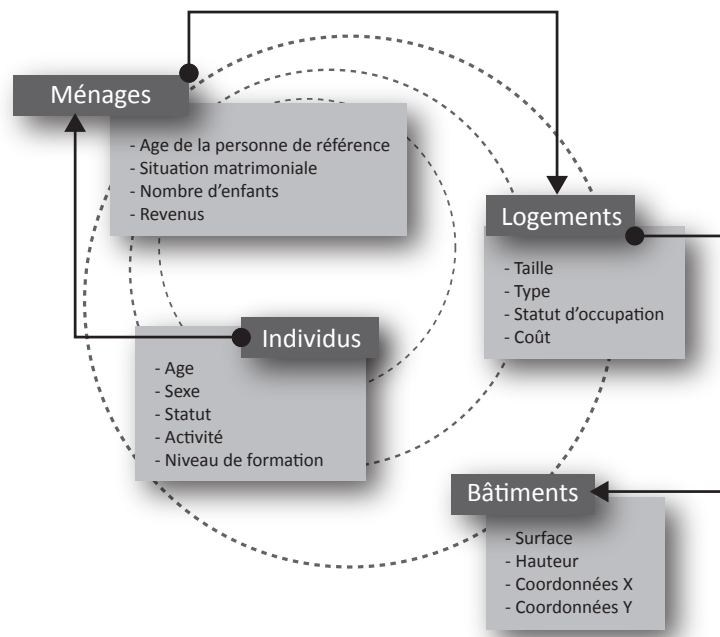 Ménages
- Age de la personne de référence
- Situation matrimoniale
- Nombre d'enfants
- Revenus
Logements
- Taille
- Type
- Statut d'occupation
- Coût
Individus
- Age
- Sexe
- Statut
- Activité
- Niveau de formation
Bâtiments
- Surface
- Hauteur
- Coordonnées X
- Coordonnées Y